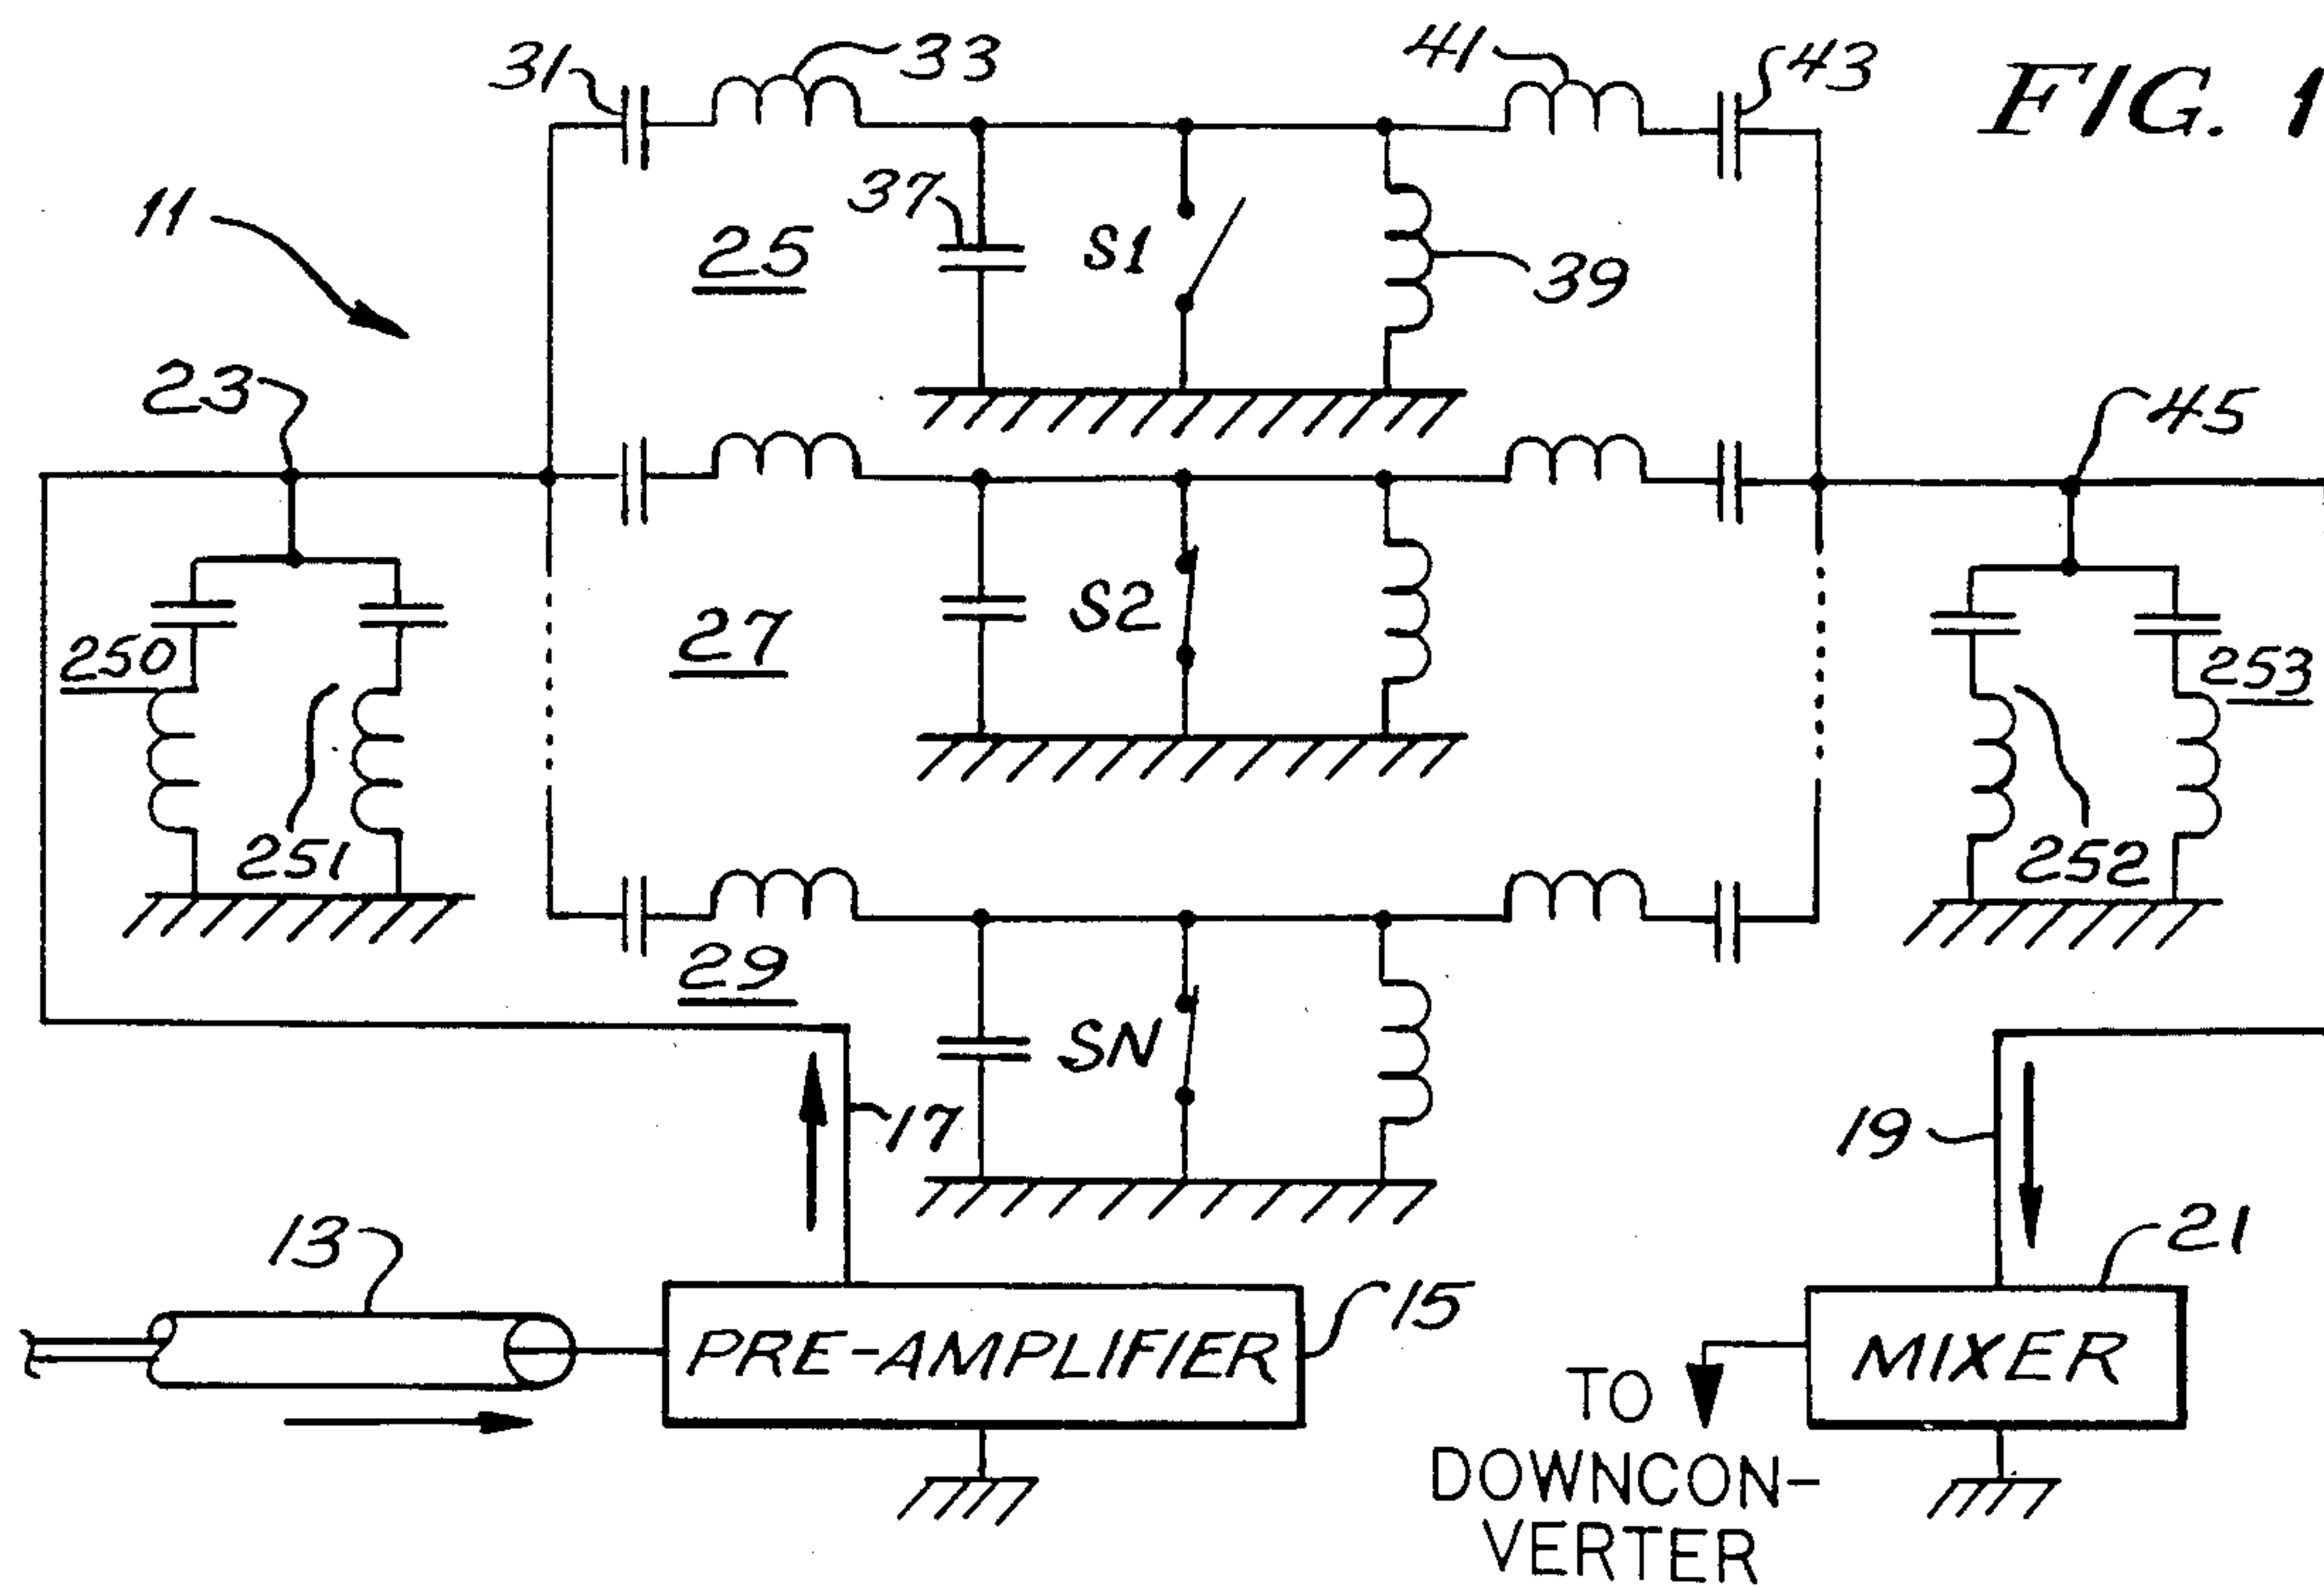 31
33
41
43
FIG. 1
11
37
25
S1
39
23
45
250
27
S2
253
251
252
29
SN
17
19
13
15
21
PRE-AMPLIFIER
MIXER
TO
DOWNCON-
VERTER